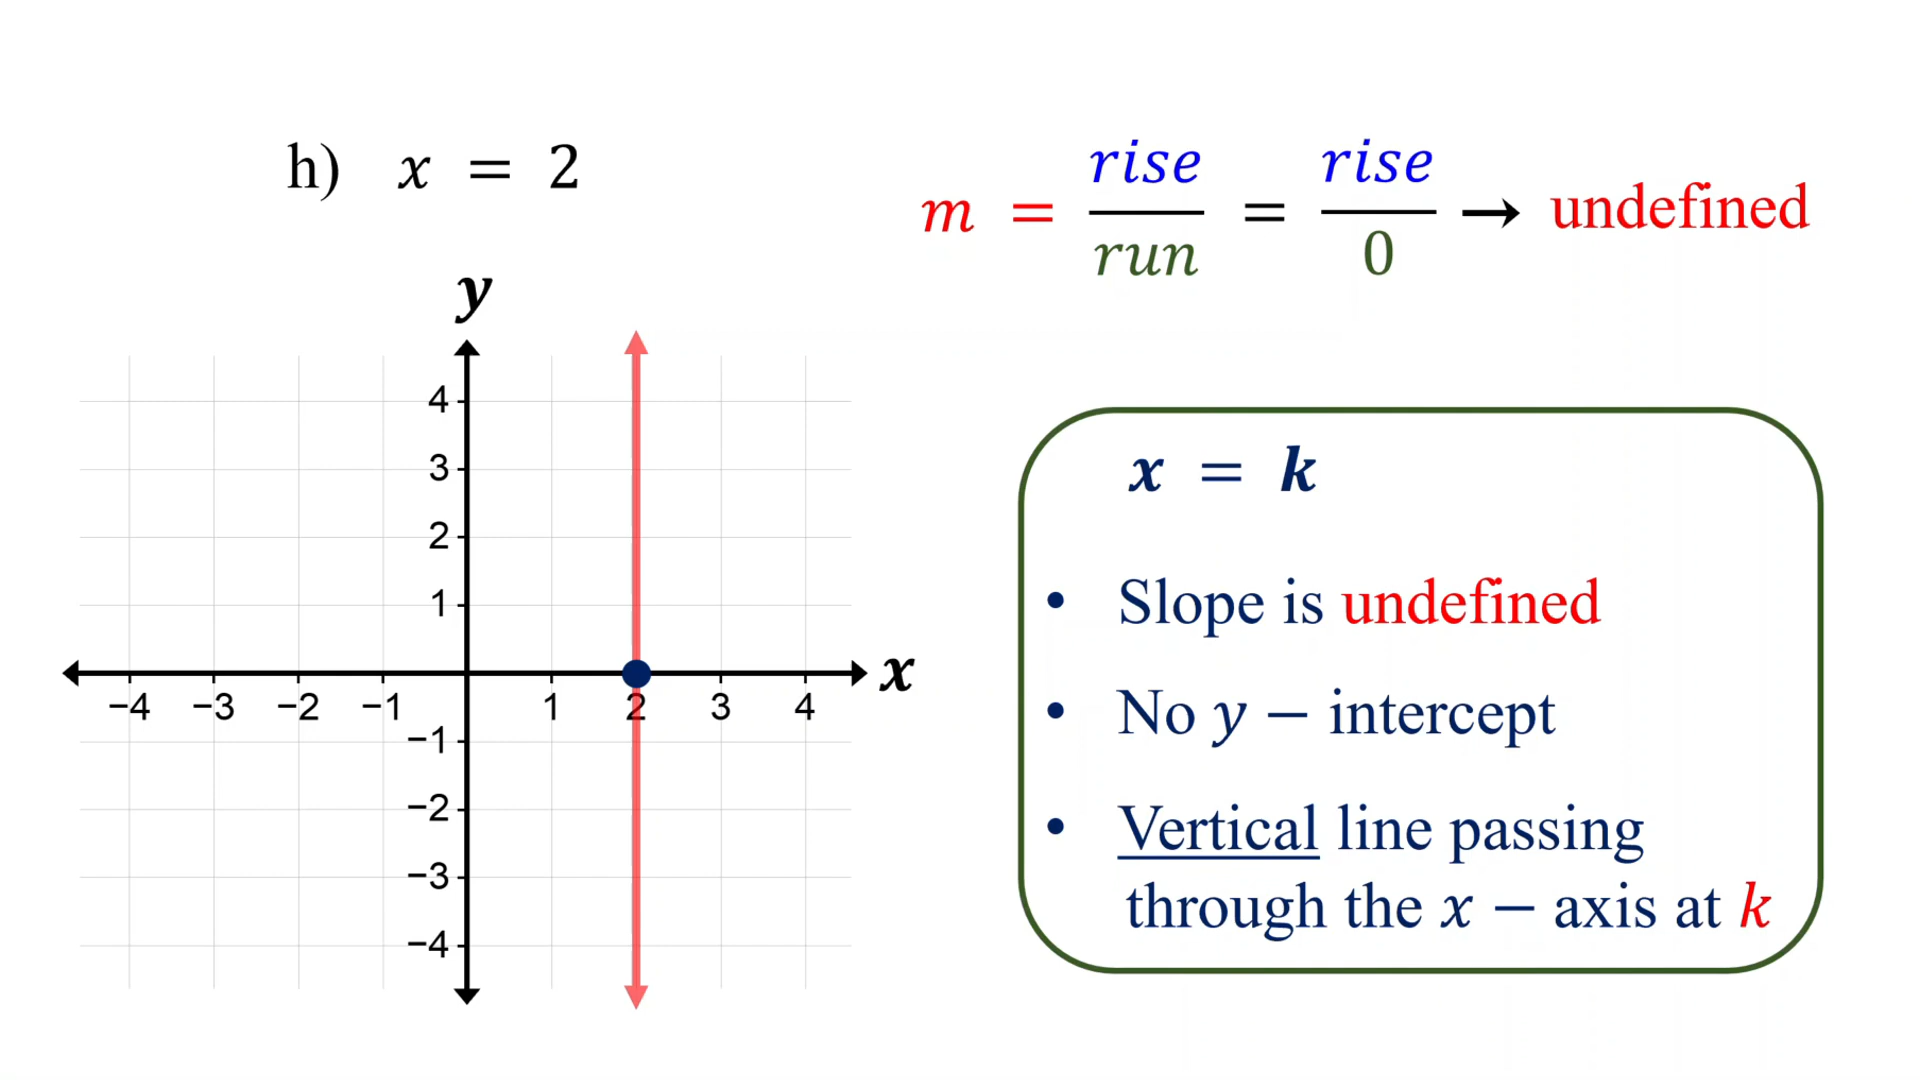 h) x = 2
m = rise/run = rise/0 → undefined
y
x
4
3
2
1
−4 −3 −2 −1 1 2 3 4
−1
−2
−3
−4
x = k
• Slope is undefined
• No y − intercept
• Vertical line passing
through the x − axis at k